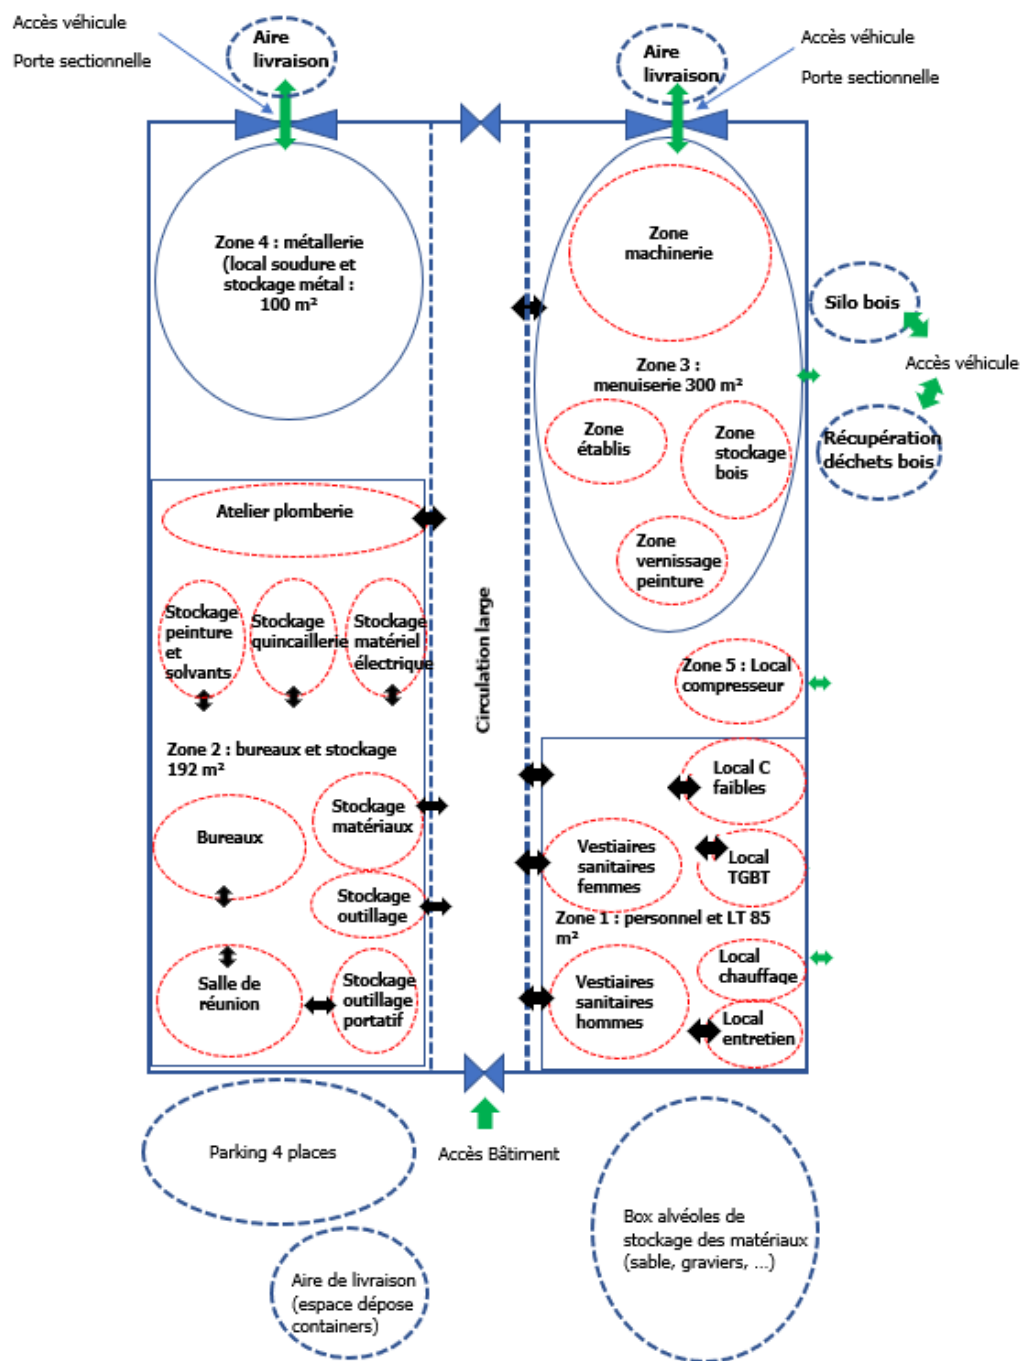 Accès véhicule
Porte sectionnelle
Aire
livraison
Aire
livraison
Accès véhicule
Porte sectionnelle
Zone 4 : métallerie
(local soudure et
stockage métal :
100 m²
Zone
machinerie
Silo bois
Accès véhicule
Zone 3 :
menuiserie 300 m²
Zone
établis
Zone
stockage
bois
Récupération
déchets bois
Zone
vernissage
peinture
Atelier plomberie
Stockage
peinture
et
solvants
Stockage
quincaillerie
Stockage
matériel
électrique
Circulation large
Zone 5 : Local
compresseur
Zone 2 : bureaux et stockage
192 m²
Bureaux
Stockage
matériaux
Stockage
outillage
Salle de
réunion
Stockage
outillage
portatif
Local C
faibles
Vestiaires
sanitaires
femmes
Local
TGBT
Zone 1 : personnel et LT 85
m²
Local
chauffage
Vestiaires
sanitaires
hommes
Local
entretien
Parking 4 places
Accès Bâtiment
Aire de livraison
(espace dépose
containers)
Box alvéoles de
stockage des matériaux
(sable, graviers, ...)